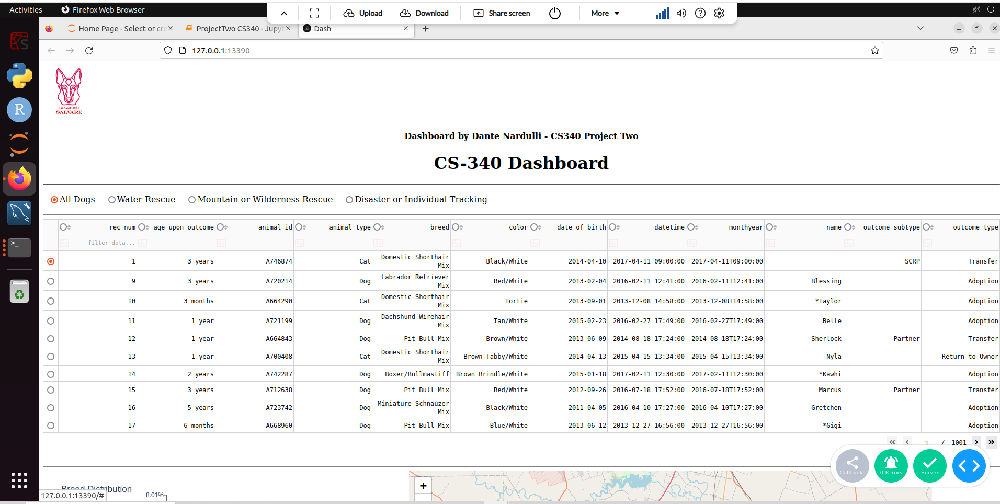 Activities Firefox Web Browser
Upload Download Share screen More
Home Page - Select or cre ProjectTwo CS340 - Jupyt Dash
127.0.0.1:13390
GRAZIOSO
SALVARE
Dashboard by Dante Nardulli - CS340 Project Two
CS-340 Dashboard
All Dogs Water Rescue Mountain or Wilderness Rescue Disaster or Individual Tracking
rec_num age_upon_outcome animal_id animal_type breed color date_of_birth datetime monthyear name outcome_subtype outcome_type
filter data...
1 3 years A746874 Cat Domestic Shorthair Mix Black/White 2014-04-10 2017-04-11 09:00:00 2017-04-11T09:00:00 SCRP Transfer
9 3 years A720214 Dog Labrador Retriever Mix Red/White 2013-02-04 2016-02-11 12:41:00 2016-02-11T12:41:00 Blessing Adoption
10 3 months A664290 Cat Domestic Shorthair Mix Tortie 2013-09-01 2013-12-08 14:58:00 2013-12-08T14:58:00 *Taylor Adoption
11 1 year A721199 Dog Dachshund Wirehair Mix Tan/White 2015-02-23 2016-02-27 17:49:00 2016-02-27T17:49:00 Belle Adoption
12 1 year A664843 Dog Pit Bull Mix Brown/White 2013-06-09 2014-08-18 17:24:00 2014-08-18T17:24:00 Sherlock Partner Transfer
13 1 year A700408 Cat Domestic Shorthair Mix Brown Tabby/White 2014-04-13 2015-04-15 13:34:00 2015-04-15T13:34:00 Nyla Return to Owner
14 2 years A742287 Dog Boxer/Bullmastiff Brown Brindle/White 2015-01-18 2017-02-11 12:30:00 2017-02-11T12:30:00 *Kawhi Adoption
15 3 years A712638 Dog Pit Bull Mix Red/White 2012-09-26 2016-07-18 17:52:00 2016-07-18T17:52:00 Marcus Partner Transfer
16 5 years A723742 Dog Miniature Schnauzer Mix Black/White 2011-04-05 2016-04-10 17:27:00 2016-04-10T17:27:00 Gretchen Adoption
17 6 months A668960 Dog Pit Bull Mix Blue/White 2013-06-12 2013-12-27 16:56:00 2013-12-27T16:56:00 *Gigi Adoption
« ‹ 1 / 1001 › »
Callbacks 0 Errors Server
Breed Distribution
8.01%
+
127.0.0.1:13390/#